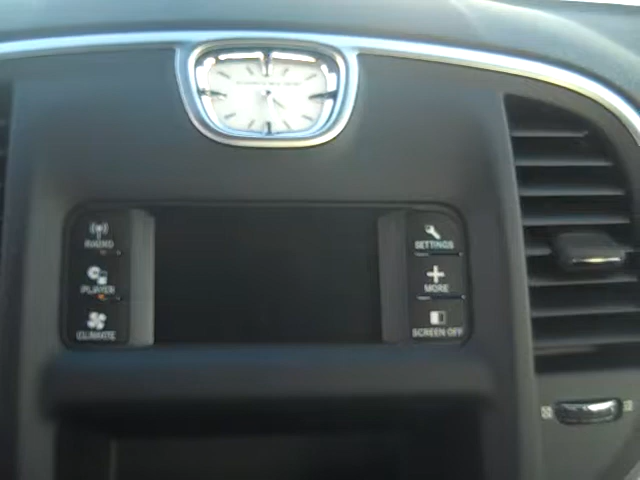 RADIO
SETTINGS
PLAYER
MORE
CLIMATE
SCREEN OFF